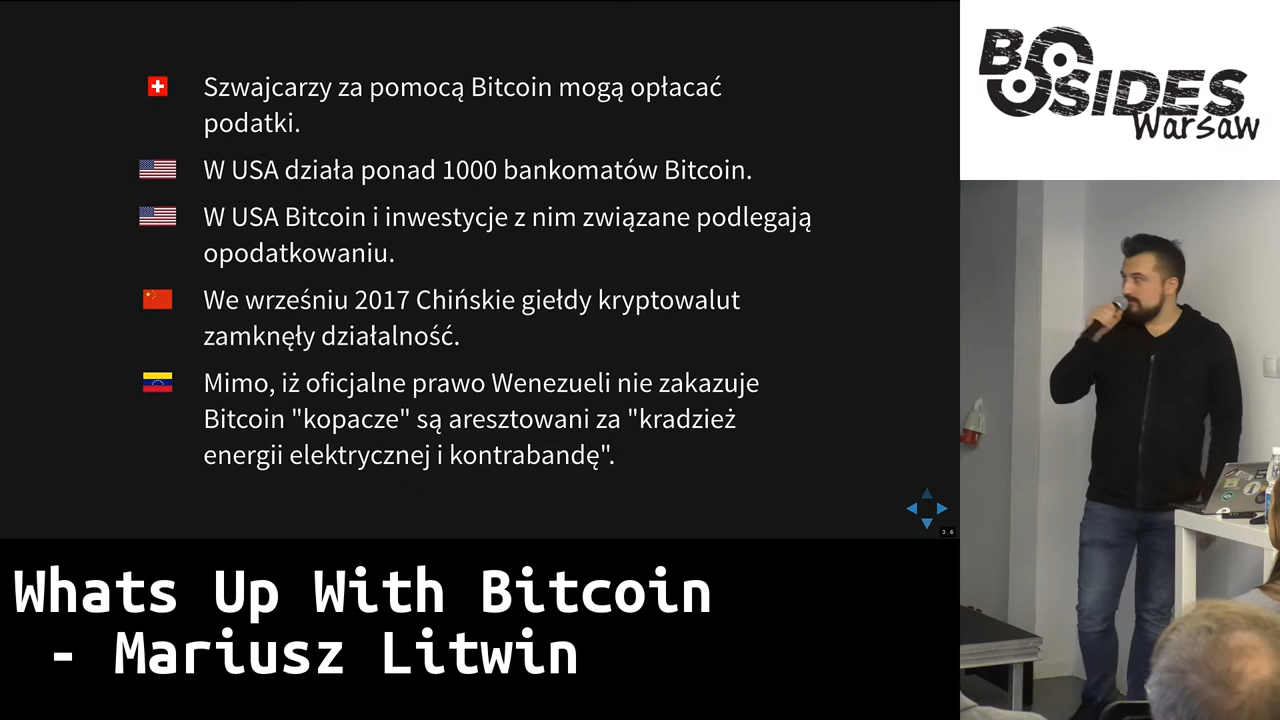 Szwajcarzy za pomocą Bitcoin mogą opłacać
podatki.
W USA działa ponad 1000 bankomatów Bitcoin.
W USA Bitcoin i inwestycje z nim związane podlegają
opodatkowaniu.
We wrześniu 2017 Chińskie giełdy kryptowalut
zamknęły działalność.
Mimo, iż oficjalne prawo Wenezueli nie zakazuje
Bitcoin "kopacze" są aresztowani za "kradzież
energii elektrycznej i kontrabandę".
3.6
BSIDES
Warsaw
Whats Up With Bitcoin
- Mariusz Litwin